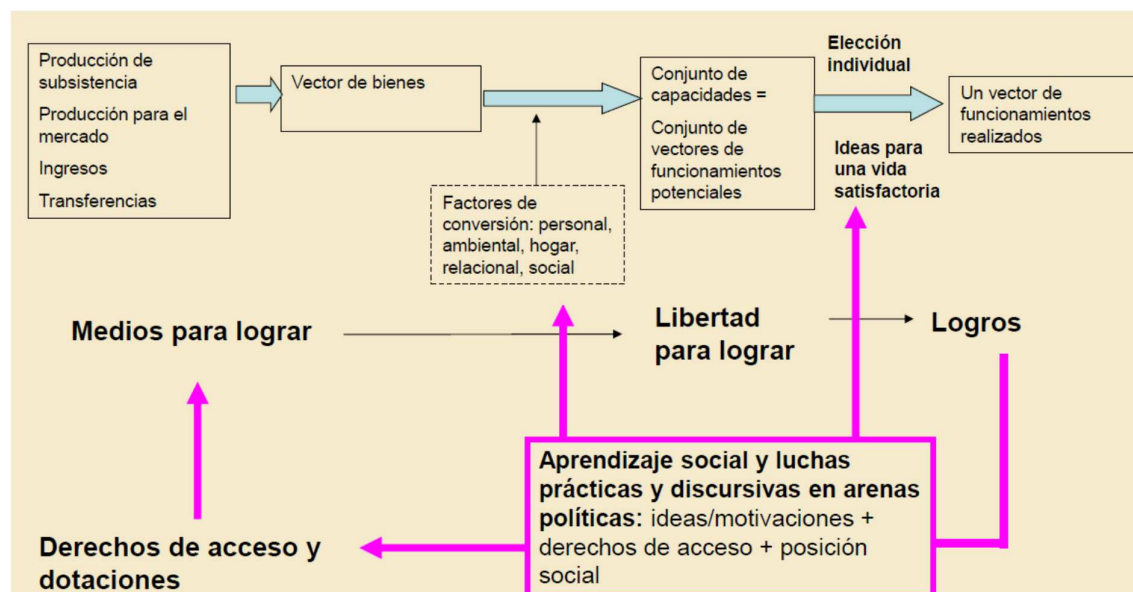 Producción de
subsistencia
Producción para el
mercado
Ingresos
Transferencias
Vector de bienes
Conjunto de
capacidades =
Conjunto de
vectores de
funcionamientos
potenciales
Elección
individual
Ideas para
una vida
satisfactoria
Un vector de
funcionamientos
realizados
Factores de
conversión: personal,
ambiental, hogar,
relacional, social
Medios para lograr
Libertad
para lograr
Logros
Aprendizaje social y luchas
prácticas y discursivas en arenas
políticas: ideas/motivaciones +
derechos de acceso + posición
social
Derechos de acceso y
dotaciones